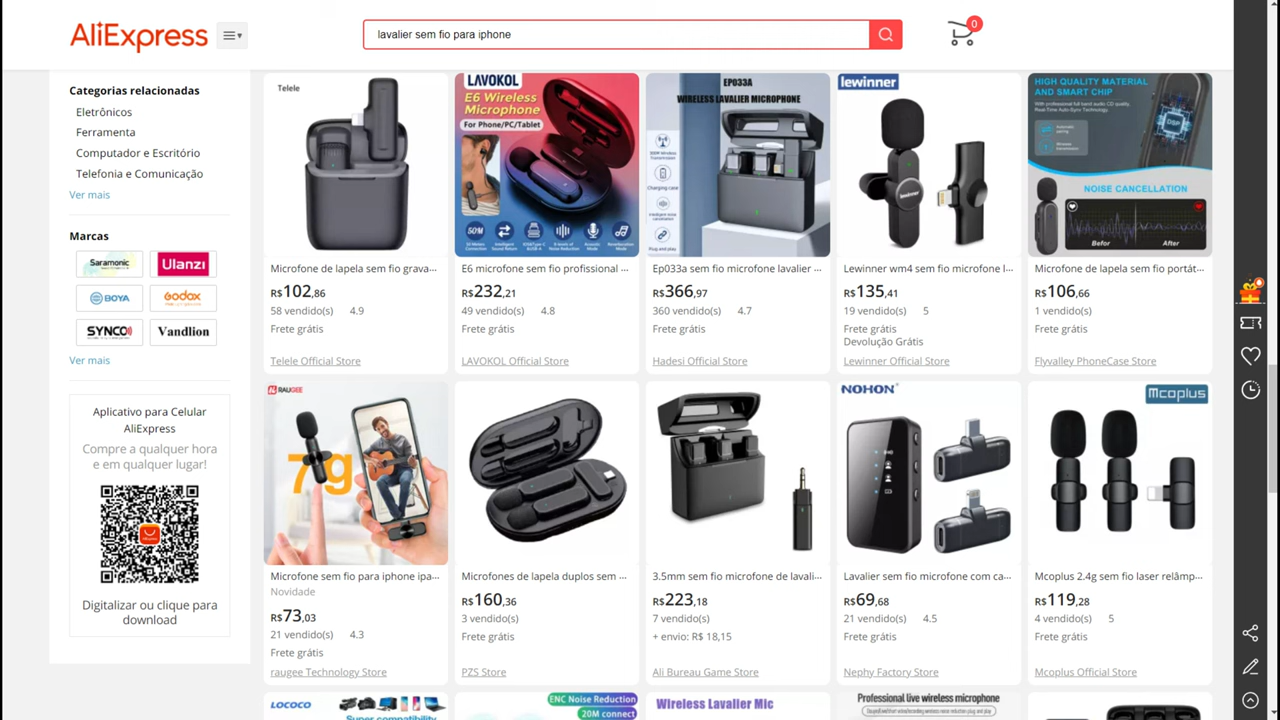 AliExpress
lavalier sem fio para iphone
0
Categorias relacionadas
Eletrônicos
Ferramenta
Computador e Escritório
Telefonia e Comunicação
Ver mais
Marcas
Saramonic
Ulanzi
BOYA
Godox
SYNCO
Vandlion
Ver mais
Aplicativo para Celular
AliExpress
Compre a qualquer hora
e em qualquer lugar!
Digitalizar ou clique para
download
Telele
Microfone de lapela sem fio grava...
R$102,86
58 vendido(s) 4.9
Frete grátis
Telele Official Store
LAVOKOL
E6 Wireless
Microphone
For Phone/PC/Tablet
50M
E6 microfone sem fio profissional ...
R$232,21
49 vendido(s) 4.8
Frete grátis
LAVOKOL Official Store
EP033A
WIRELESS LAVALIER MICROPHONE
Charging case
Plug and play
Ep033a sem fio microfone lavalier ...
R$366,97
360 vendido(s) 4.7
Frete grátis
Hadesi Official Store
lewinner
lewinner
Lewinner wm4 sem fio microfone l...
R$135,41
19 vendido(s) 5
Frete grátis
Devolução Grátis
Lewinner Official Store
HIGH QUALITY MATERIAL
AND SMART CHIP
DSP
NOISE CANCELLATION
Befor After
Microfone de lapela sem fio portát...
R$106,66
1 vendido(s)
Frete grátis
Flyvalley PhoneCase Store
RAUGEE
7g
Microfone sem fio para iphone ipa...
Novidade
R$73,03
21 vendido(s) 4.3
Frete grátis
raugee Technology Store
Microfones de lapela duplos sem ...
R$160,36
3 vendido(s)
Frete grátis
PZS Store
3.5mm sem fio microfone de lavali...
R$223,18
7 vendido(s)
+ envio: R$ 18,15
Ali Bureau Game Store
NOHON
Lavalier sem fio microfone com ca...
R$69,68
21 vendido(s) 4.5
Frete grátis
Nephy Factory Store
Mcoplus
Mcoplus 2.4g sem fio laser relâmp...
R$119,28
4 vendido(s) 5
Frete grátis
Mcoplus Official Store
LOCOCO
Super compatibility
ENC Noise Reduction
20M connect
Wireless Lavalier Mic
Professional live wireless microphone